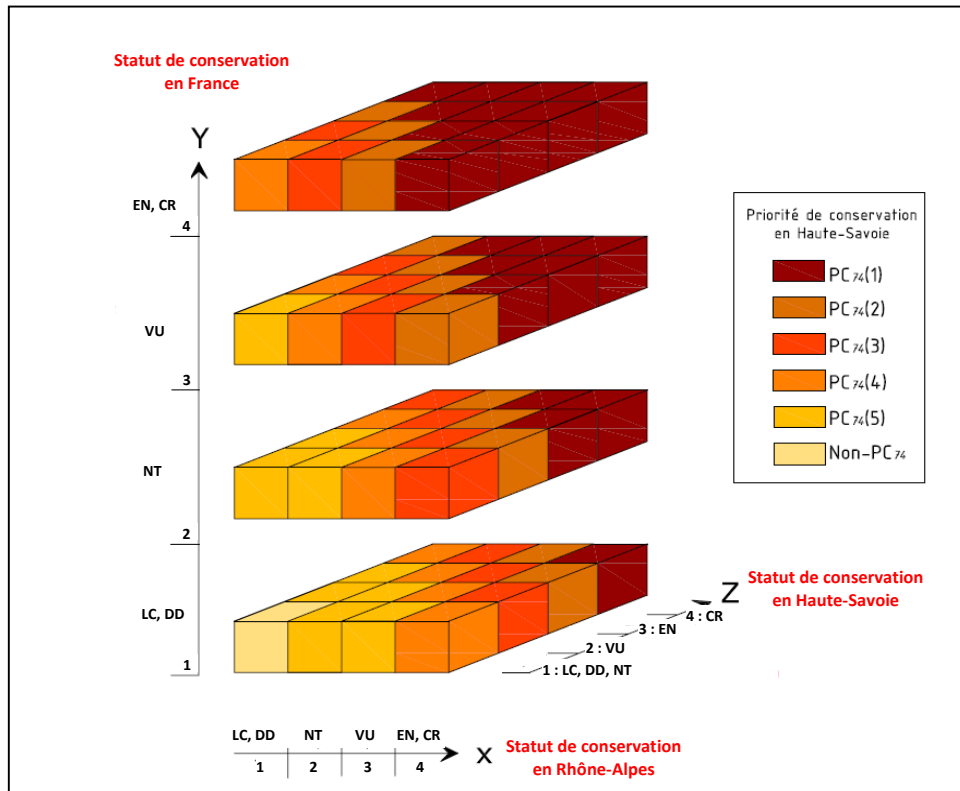 Statut de conservation
en France
Y
EN, CR
4
VU
3
NT
2
LC, DD
1
Priorité de conservation
en Haute-Savoie
PC74(1)
PC74(2)
PC74(3)
PC74(4)
PC74(5)
Non-PC74
Z
Statut de conservation
en Haute-Savoie
4 : CR
3 : EN
2 : VU
1 : LC, DD, NT
LC, DD NT VU EN, CR
1 2 3 4
X
Statut de conservation
en Rhône-Alpes